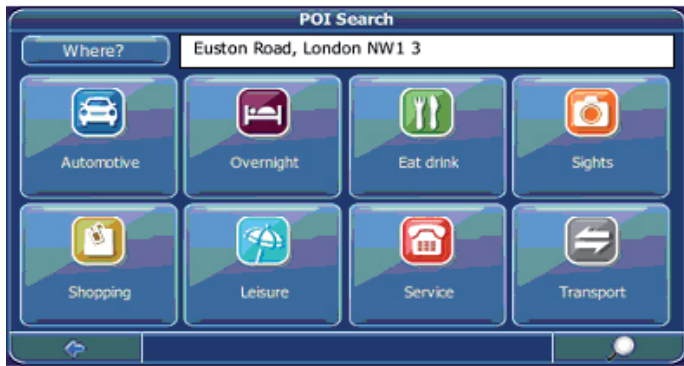 POI Search
Where? Euston Road, London NW1 3
Automotive Overnight Eat drink Sights
Shopping Leisure Service Transport